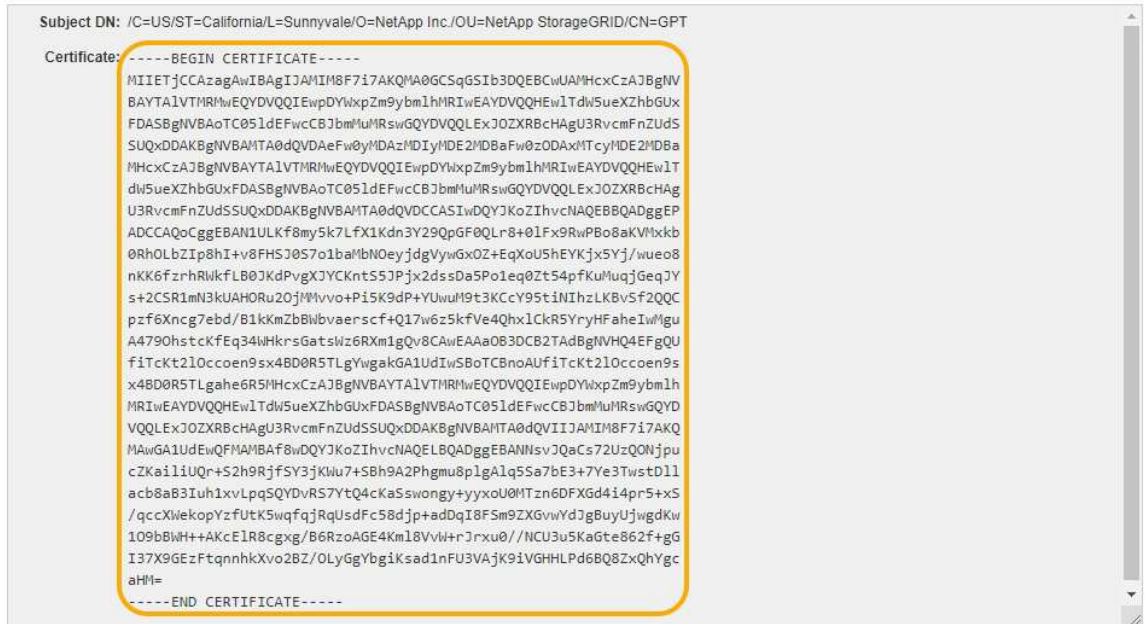 Subject DN: /C=US/ST=California/L=Sunnyvale/O=NetApp Inc./OU=NetApp StorageGRID/CN=GPT
Certificate: -----BEGIN CERTIFICATE-----
MIIETjCCAzagAwIBAgIJAMIM8F7i7AKQMA0GCSqGSIb3DQEBCwUAMHcxCzAJBgNV
BAYTAlVTMRMwEQYDVQQIEwpDYWxpZm9ybmlhMRIwEAYDVQQHEwlTdW5ueXZhbGUx
FDASBgNVBAoTC05ldEFwcCBJbmMuMRswGQYDVQQLExJOZXRBcHAgU3RvcmFnZUdS
SUQxDDAKBgNVBAMTA0dQVDAeFw0yMDAzMDIyMDE2MDBaFw0zODAxMTcyMDE2MDBa
MHcxCzAJBgNVBAYTAlVTMRMwEQYDVQQIEwpDYWxpZm9ybmlhMRIwEAYDVQQHEwlT
dW5ueXZhbGUxFDASBgNVBAoTC05ldEFwcCBJbmMuMRswGQYDVQQLExJOZXRBcHAg
U3RvcmFnZUdSSUQxDDAKBgNVBAMTA0dQVDCCASIwDQYJKoZIhvcNAQEBBQADggEP
ADCCAQoCggEBAN1ULKf8my5k7LfX1Kdn3Y29QpGF0QLr8+0lFx9RwPBo8aKVMxkb
0RhOLbZIp8hI+v8FHSJ0S7o1baMbNOeyjdgVywGxOZ+EqXoU5hEYKjx5Yj/wueo8
nKK6fzrhRWkfLB0JKdPvgXJYCKntS5JPjx2dssDa5Po1eq0Zt54pfKuMuqjGeqJY
s+2CSR1mN3kUAHORu2OjMMvvo+Pi5K9dP+YUwuM9t3KCcY95tiNIhzLKBvSf2QQC
pzf6Xncg7ebd/B1kKmZbBWbvaerscf+Q17w6z5kfVe4QhxlCkR5YryHFaheIwMgu
A479OhstcKfEq34WHkrsGatsWz6RXm1gQv8CAwEAAaOB3DCB2TAdBgNVHQ4EFgQU
fiTcKt2lOccoen9sx4BD0R5TLgYwgakGA1UdIwSBoTCBnoAUfiTcKt2lOccoen9s
x4BD0R5TLgahe6R5MHcxCzAJBgNVBAYTAlVTMRMwEQYDVQQIEwpDYWxpZm9ybmlh
MRIwEAYDVQQHEwlTdW5ueXZhbGUxFDASBgNVBAoTC05ldEFwcCBJbmMuMRswGQYD
VQQLExJOZXRBcHAgU3RvcmFnZUdSSUQxDDAKBgNVBAMTA0dQVIIJAMIM8F7i7AKQ
MAwGA1UdEwQFMAMBAf8wDQYJKoZIhvcNAQELBQADggEBANNsvJQaCs72UzQONjpu
cZKailiUQr+S2h9RjfSY3jKWu7+SBh9A2Phgmu8plgAlq5Sa7bE3+7Ye3TwstDll
acb8aB3Iuh1xvLpqSQYDvRS7YtQ4cKaSswongy+yyxoU0MTzn6DFXGd4i4pr5+xS
/qccXWekopYzfUtK5wqfqjRqUsdFc58djp+adDqI8FSm9ZXGvwYdJgBuyUjwgdKw
1O9bBWH++AKcElR8cgxg/B6RzoAGE4Kml8VvW+rJrxu0//NCU3u5KaGte862f+gG
I37X9GEzFtqnnhkXvo2BZ/OLyGgYbgiKsad1nFU3VAjK9iVGHHLPd6BQ8ZxQhYgc
aHM=
-----END CERTIFICATE-----